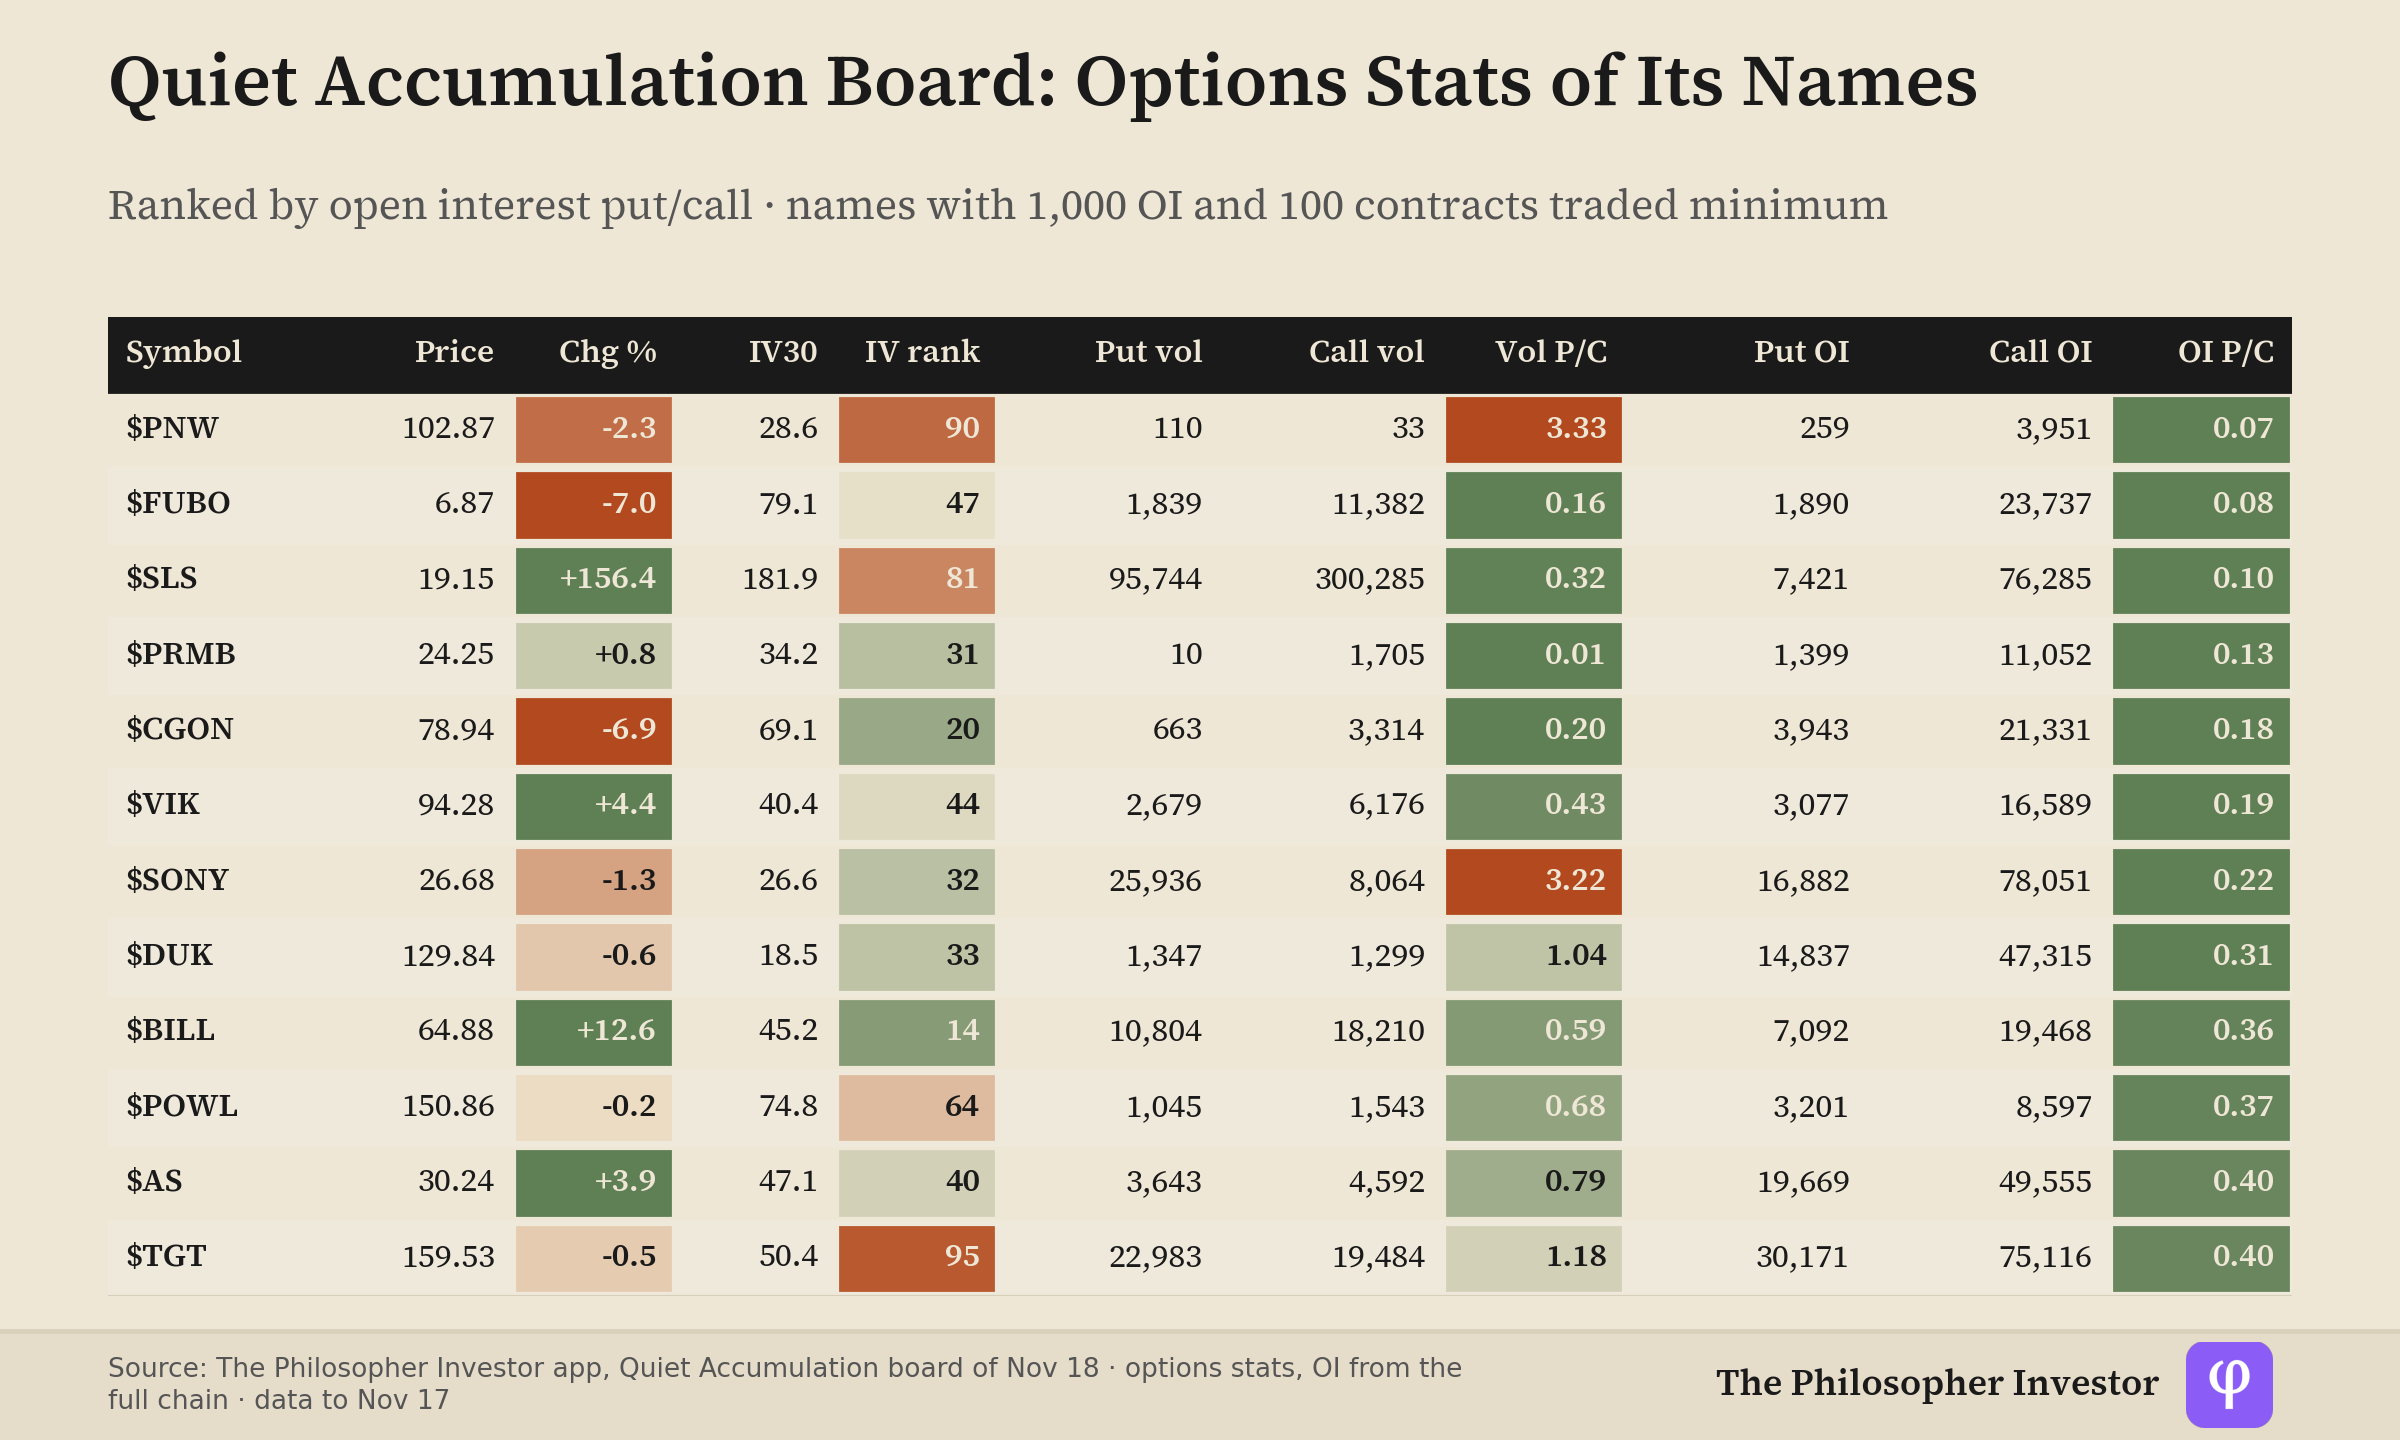 Quiet Accumulation Board: Options Stats of Its Names
Ranked by open interest put/call · names with 1,000 OI and 100 contracts traded minimum
Symbol Price Chg % IV30 IV rank Put vol Call vol Vol P/C Put OI Call OI OI P/C
$PNW 102.87 -2.3 28.6 90 110 33 3.33 259 3,951 0.07
$FUBO 6.87 -7.0 79.1 47 1,839 11,382 0.16 1,890 23,737 0.08
$SLS 19.15 +156.4 181.9 81 95,744 300,285 0.32 7,421 76,285 0.10
$PRMB 24.25 +0.8 34.2 31 10 1,705 0.01 1,399 11,052 0.13
$CGON 78.94 -6.9 69.1 20 663 3,314 0.20 3,943 21,331 0.18
$VIK 94.28 +4.4 40.4 44 2,679 6,176 0.43 3,077 16,589 0.19
$SONY 26.68 -1.3 26.6 32 25,936 8,064 3.22 16,882 78,051 0.22
$DUK 129.84 -0.6 18.5 33 1,347 1,299 1.04 14,837 47,315 0.31
$BILL 64.88 +12.6 45.2 14 10,804 18,210 0.59 7,092 19,468 0.36
$POWL 150.86 -0.2 74.8 64 1,045 1,543 0.68 3,201 8,597 0.37
$AS 30.24 +3.9 47.1 40 3,643 4,592 0.79 19,669 49,555 0.40
$TGT 159.53 -0.5 50.4 95 22,983 19,484 1.18 30,171 75,116 0.40
Source: The Philosopher Investor app, Quiet Accumulation board of Nov 18 · options stats, OI from the
full chain · data to Nov 17
The Philosopher Investor φ